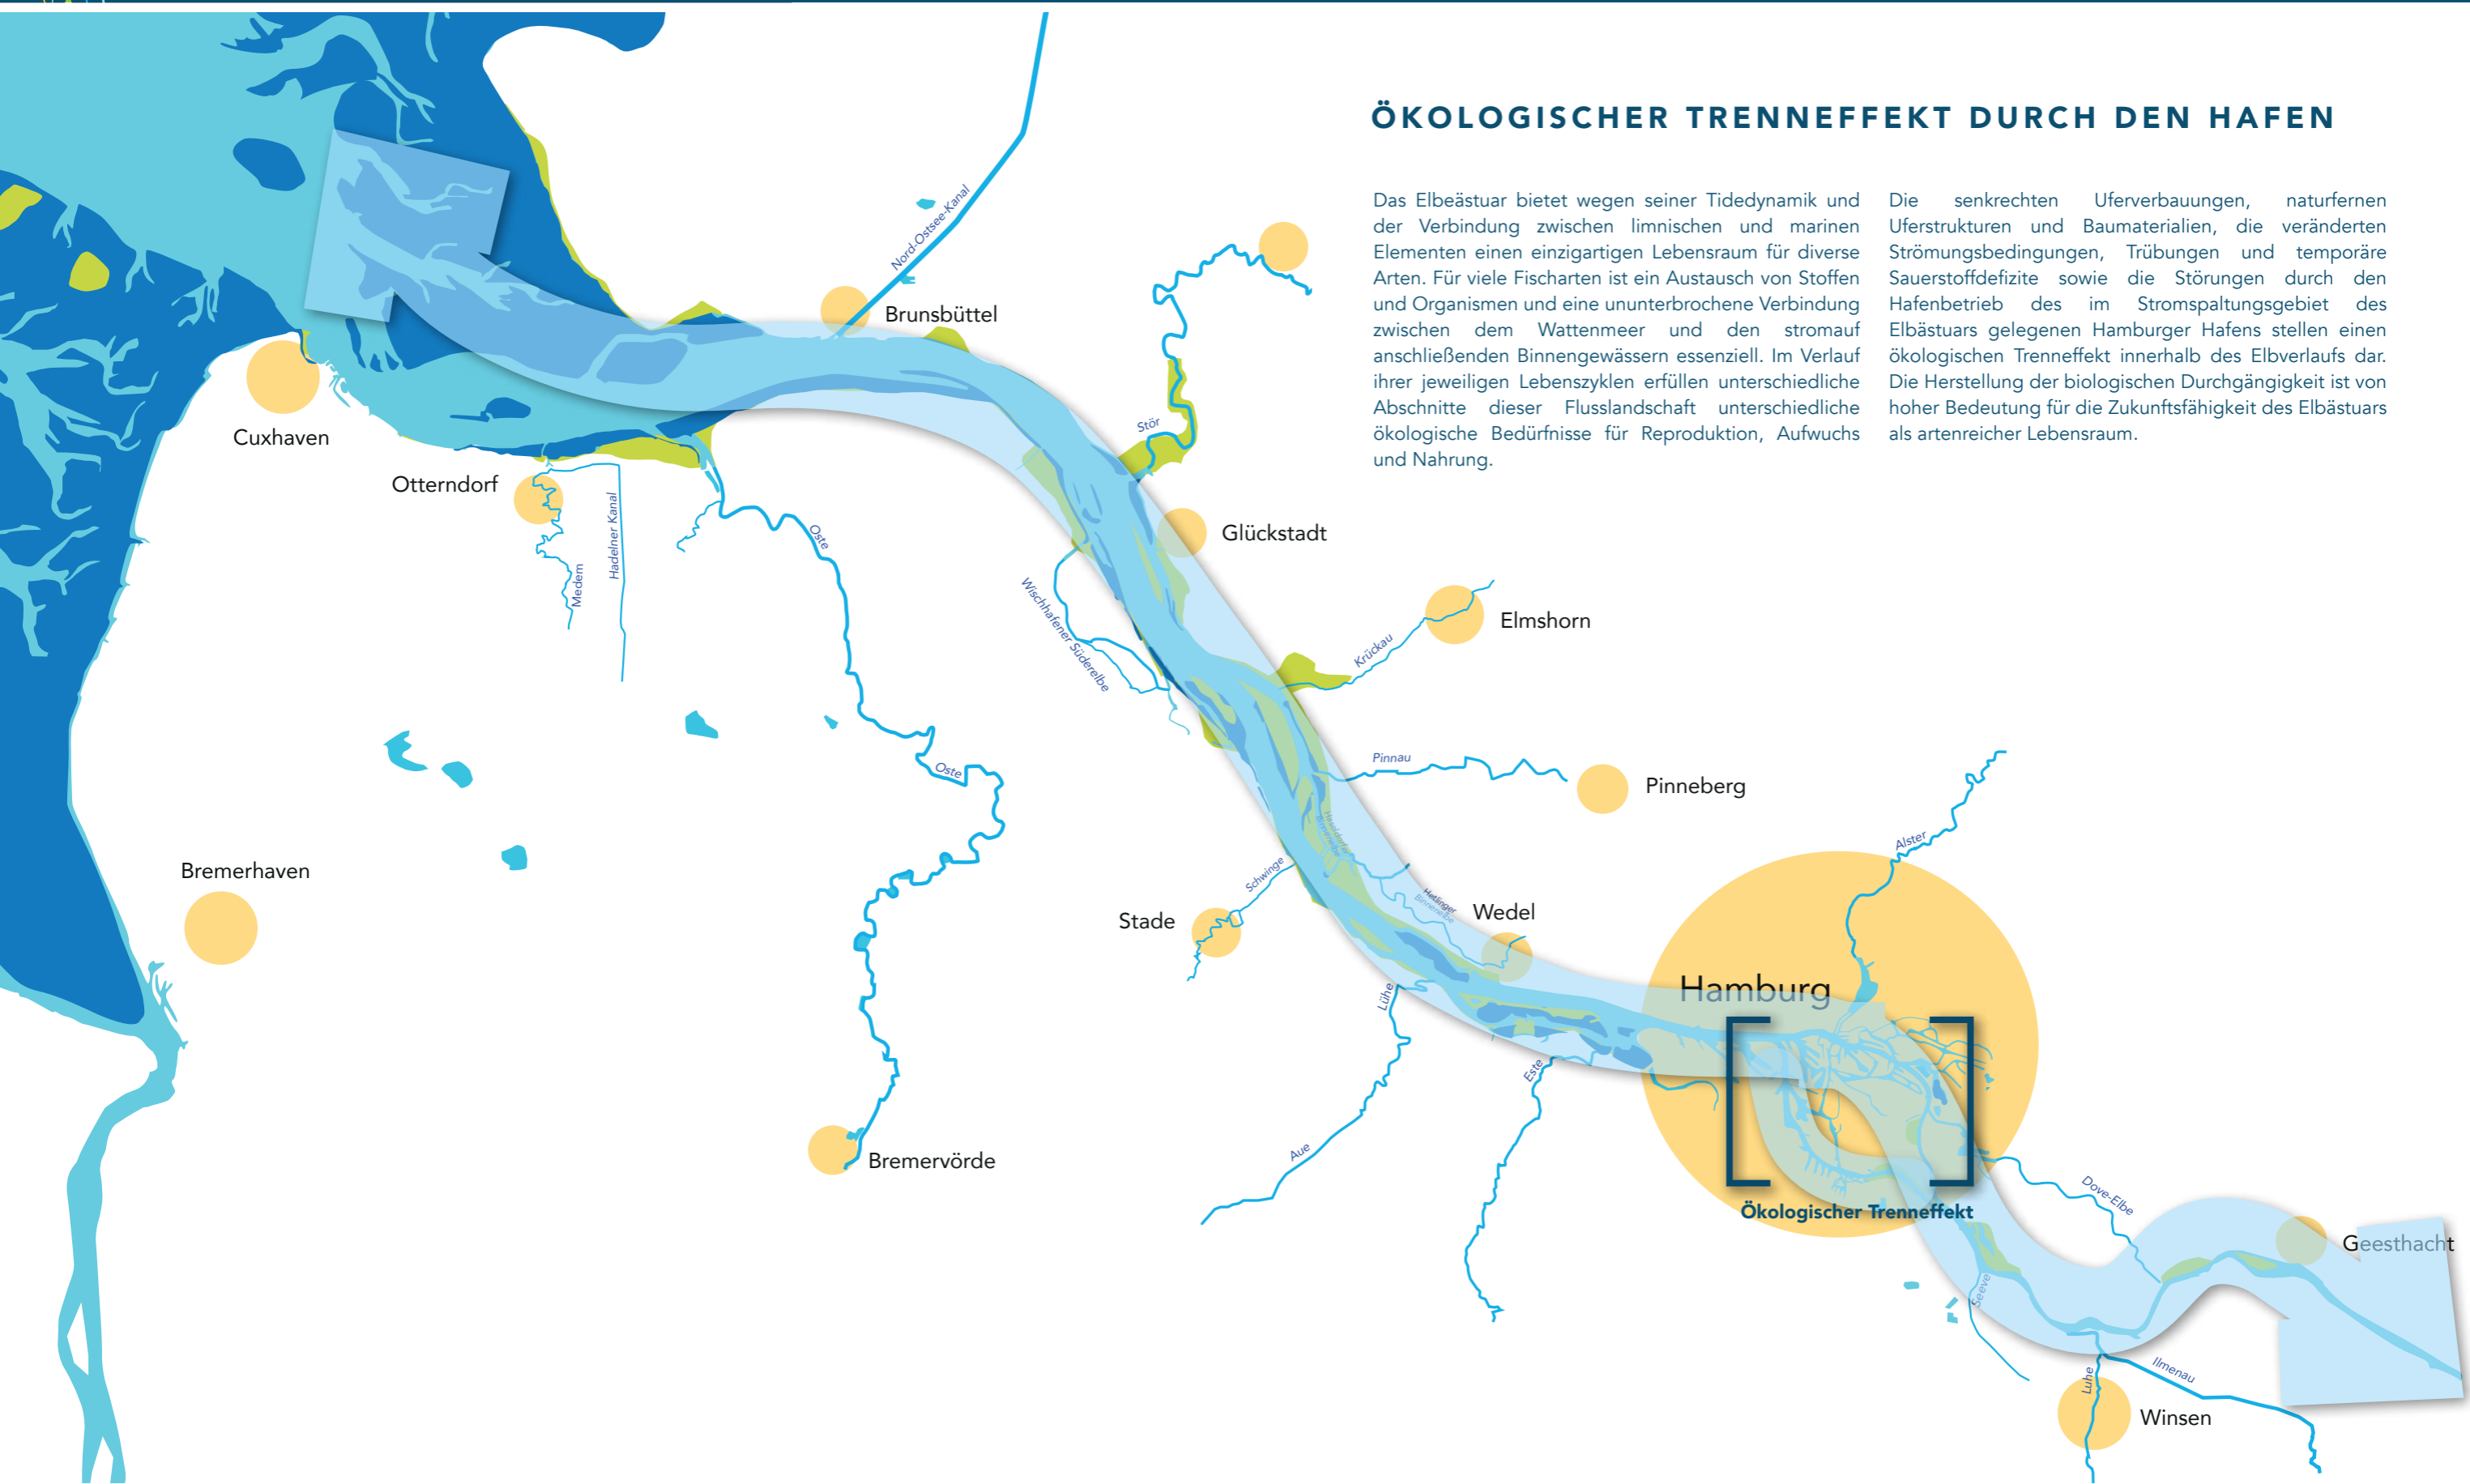 ÖKOLOGISCHER TRENNEFFEKT DURCH DEN HAFEN
Das Elbeästuar bietet wegen seiner Tidedynamik und
der Verbindung zwischen limnischen und marinen
Elementen einen einzigartigen Lebensraum für diverse
Arten. Für viele Fischarten ist ein Austausch von Stoffen
und Organismen und eine ununterbrochene Verbindung
zwischen dem Wattenmeer und den stromauf
anschließenden Binnengewässern essenziell. Im Verlauf
ihrer jeweiligen Lebenszyklen erfüllen unterschiedliche
Abschnitte dieser Flusslandschaft unterschiedliche
ökologische Bedürfnisse für Reproduktion, Aufwuchs
und Nahrung.
Die senkrechten Uferverbauungen, naturfernen
Uferstrukturen und Baumaterialien, die veränderten
Strömungsbedingungen, Trübungen und temporäre
Sauerstoffdefizite sowie die Störungen durch den
Hafenbetrieb des im Stromspaltungsgebiet des
Elbästuars gelegenen Hamburger Hafens stellen einen
ökologischen Trenneffekt innerhalb des Elbverlaufs dar.
Die Herstellung der biologischen Durchgängigkeit ist von
hoher Bedeutung für die Zukunftsfähigkeit des Elbästuars
als artenreicher Lebensraum.
Nord-Ostsee-Kanal
Brunsbüttel
Cuxhaven
Stör
Otterndorf
Hadelner Kanal
Medem
Oste
Glückstadt
Wischhafener Süderelbe
Elmshorn
Krückau
Pinnau
Pinneberg
Oste
Haseldorfer
Binnenelbe
Alster
Bremerhaven
Schwinge
Hetlinger
Binnenelbe
Wedel
Stade
Hamburg
Lühe
Este
Aue
Bremervörde
Ökologischer Trenneffekt
Dove-Elbe
Geesthacht
Seeve
Ilmenau
Luhe
Winsen